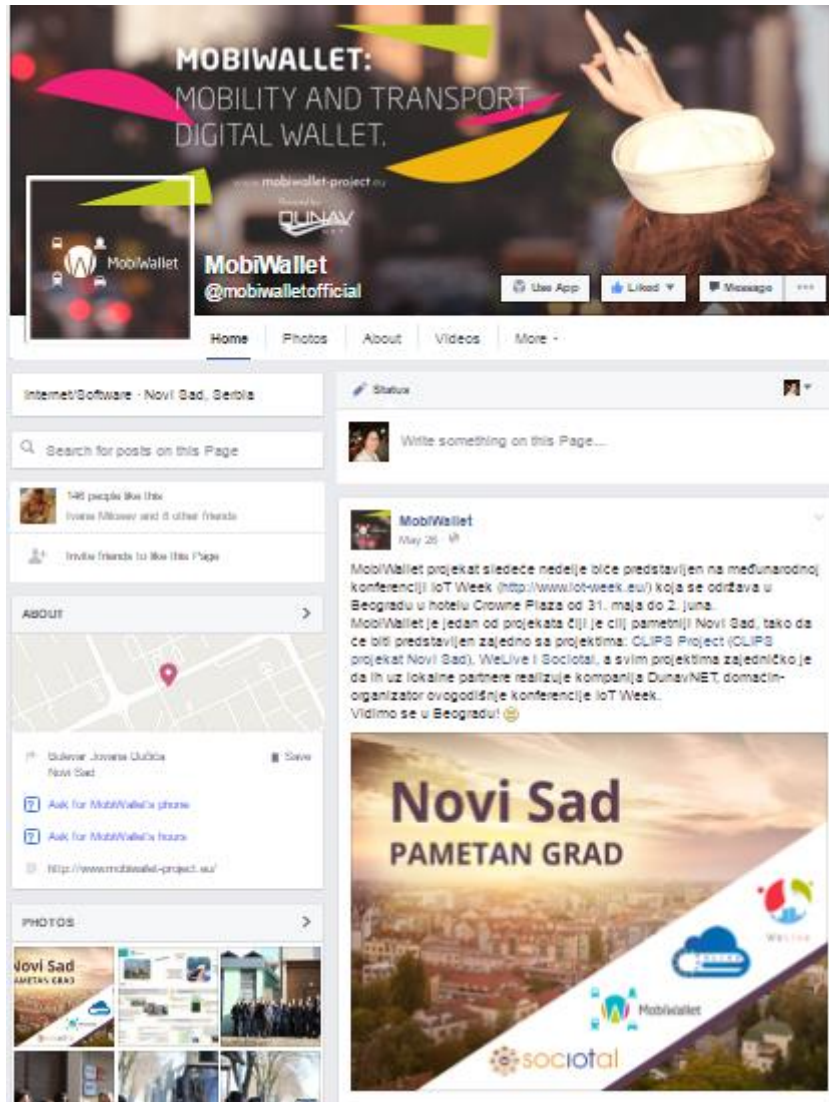 MOBIWALLET:
MOBILITY AND TRANSPORT
DIGITAL WALLET.
www.mobiwallet-project.eu
Powered by:
DUNAV
NET
MobiWallet
MobiWallet
@mobiwalletofficial
Use App
Liked
Message
Home
Photos
About
Videos
More
Internet/Software · Novi Sad, Serbia
Search for posts on this Page
146 people like this
Ivana Milosev and 6 other friends
Invite friends to like this Page
ABOUT
Bulevar Jovana Dučića
Novi Sad
Save
Ask for MobiWallet's phone
Ask for MobiWallet's hours
http://www.mobiwallet-project.eu/
PHOTOS
Novi Sad
PAMETAN GRAD
Status
Write something on this Page...
MobiWallet
May 26
MobiWallet projekat sledeće nedelje biće predstavljen na međunarodnoj
konferenciji IoT Week (http://www.iot-week.eu/) koja se održava u
Beogradu u hotelu Crowne Plaza od 31. maja do 2. juna.
MobiWallet je jedan od projekata čiji je cilj pametniji Novi Sad, tako da
će biti predstavljen zajedno sa projektima: CLIPS Project (CLIPS
projekat Novi Sad), WeLive i Sociotal, a svim projektima zajedničko je
da ih uz lokalne partnere realizuje kompanija DunavNET, domaćin-
organizator ovogodišnje konferencije IoT Week.
Vidimo se u Beogradu!
Novi Sad
PAMETAN GRAD
WeLive
MobiWallet
sociotal